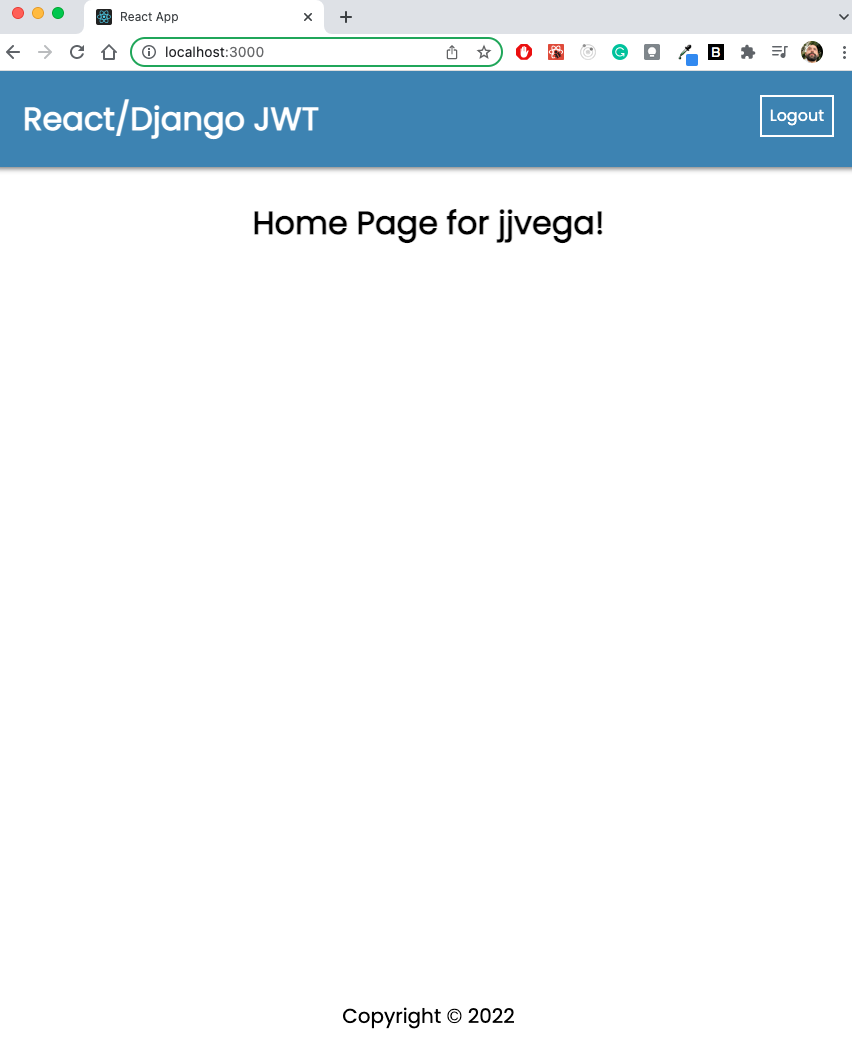 React App
localhost:3000
B
React/Django JWT
Logout
Home Page for jjvega!
Copyright © 2022